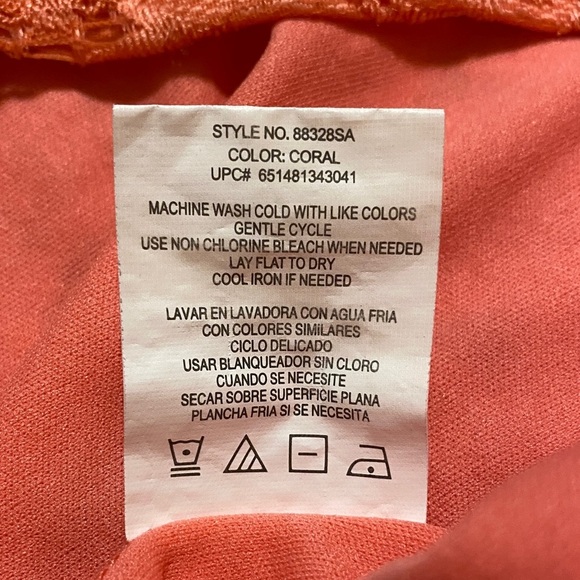 STYLE NO. 88328SA
COLOR: CORAL
UPC# 651481343041
MACHINE WASH COLD WITH LIKE COLORS
GENTLE CYCLE
USE NON CHLORINE BLEACH WHEN NEEDED
LAY FLAT TO DRY
COOL IRON IF NEEDED
LAVAR EN LAVADORA CON AGUA FRIA
CON COLORES SIMILARES
CICLO DELICADO
USAR BLANQUEADOR SIN CLORO
CUANDO SE NECESITE
SECAR SOBRE SUPERFICIE PLANA
PLANCHA FRIA SI SE NECESITA